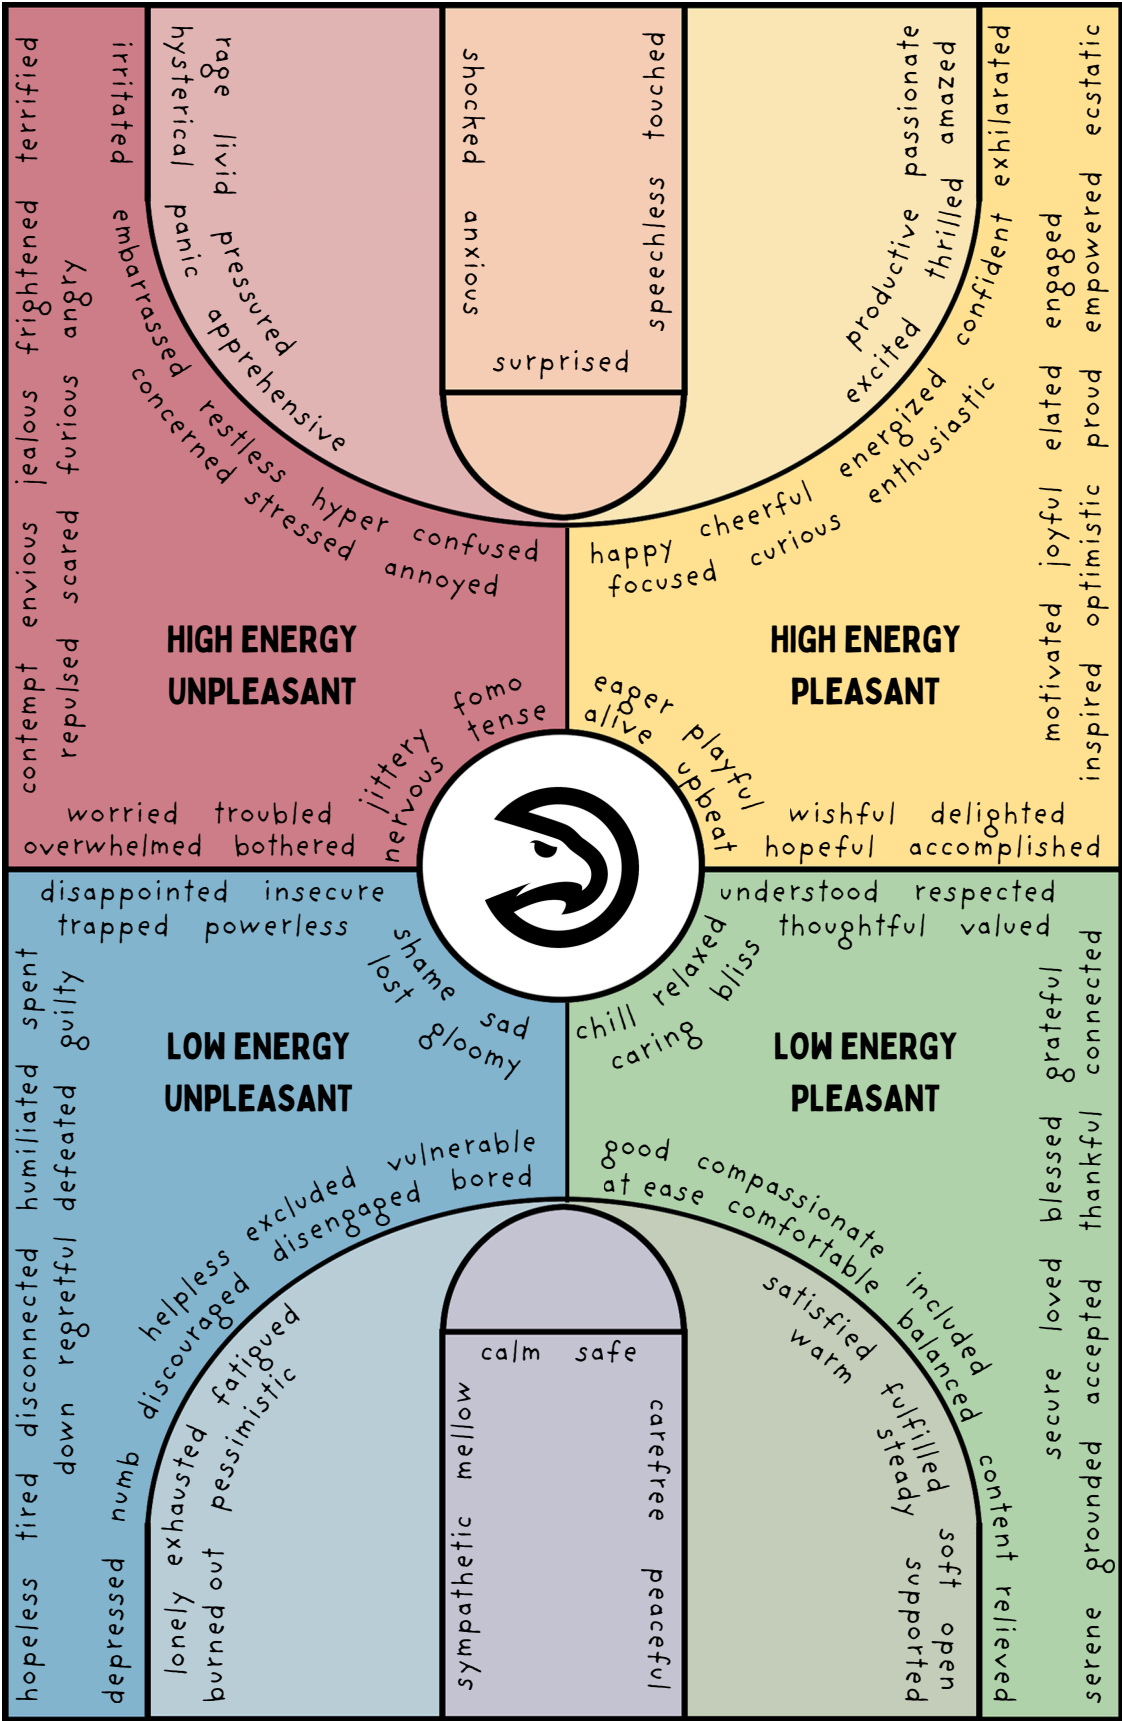 terrified
frightened
jealous
envious
contempt
angry
furious
scared
repulsed
irritated
embarrassed
concerned
restless
stressed
hyper
confused
annoyed
hysterical
panic
apprehensive
rage
livid
pressured
shocked
anxious
touched
speechless
surprised
passionate
productive
excited
amazed
thrilled
exhilarated
confident
energized
enthusiastic
cheerful
curious
happy
focused
ecstatic
empowered
proud
optimistic
inspired
engaged
elated
joyful
motivated
HIGH ENERGY
UNPLEASANT
HIGH ENERGY
PLEASANT
fomo
tense
jittery
nervous
eager
alive
playful
upbeat
worried troubled
overwhelmed bothered
wishful delighted
hopeful accomplished
disappointed insecure
trapped powerless
understood respected
thoughtful valued
shame
lost
sad
gloomy
chill relaxed
caring bliss
LOW ENERGY
UNPLEASANT
LOW ENERGY
PLEASANT
spent
humiliated
disconnected
tired
hopeless
guilty
defeated
regretful
down
numb
depressed
helpless excluded vulnerable
discouraged disengaged bored
fatigued
exhausted
lonely
pessimistic
burned out
calm safe
mellow
sympathetic
carefree
peaceful
good compassionate included
at ease comfortable balanced
content relieved
satisfied
warm
fulfilled
steady
soft open
supported
grateful
blessed
loved
secure
connected
thankful
accepted
grounded
serene